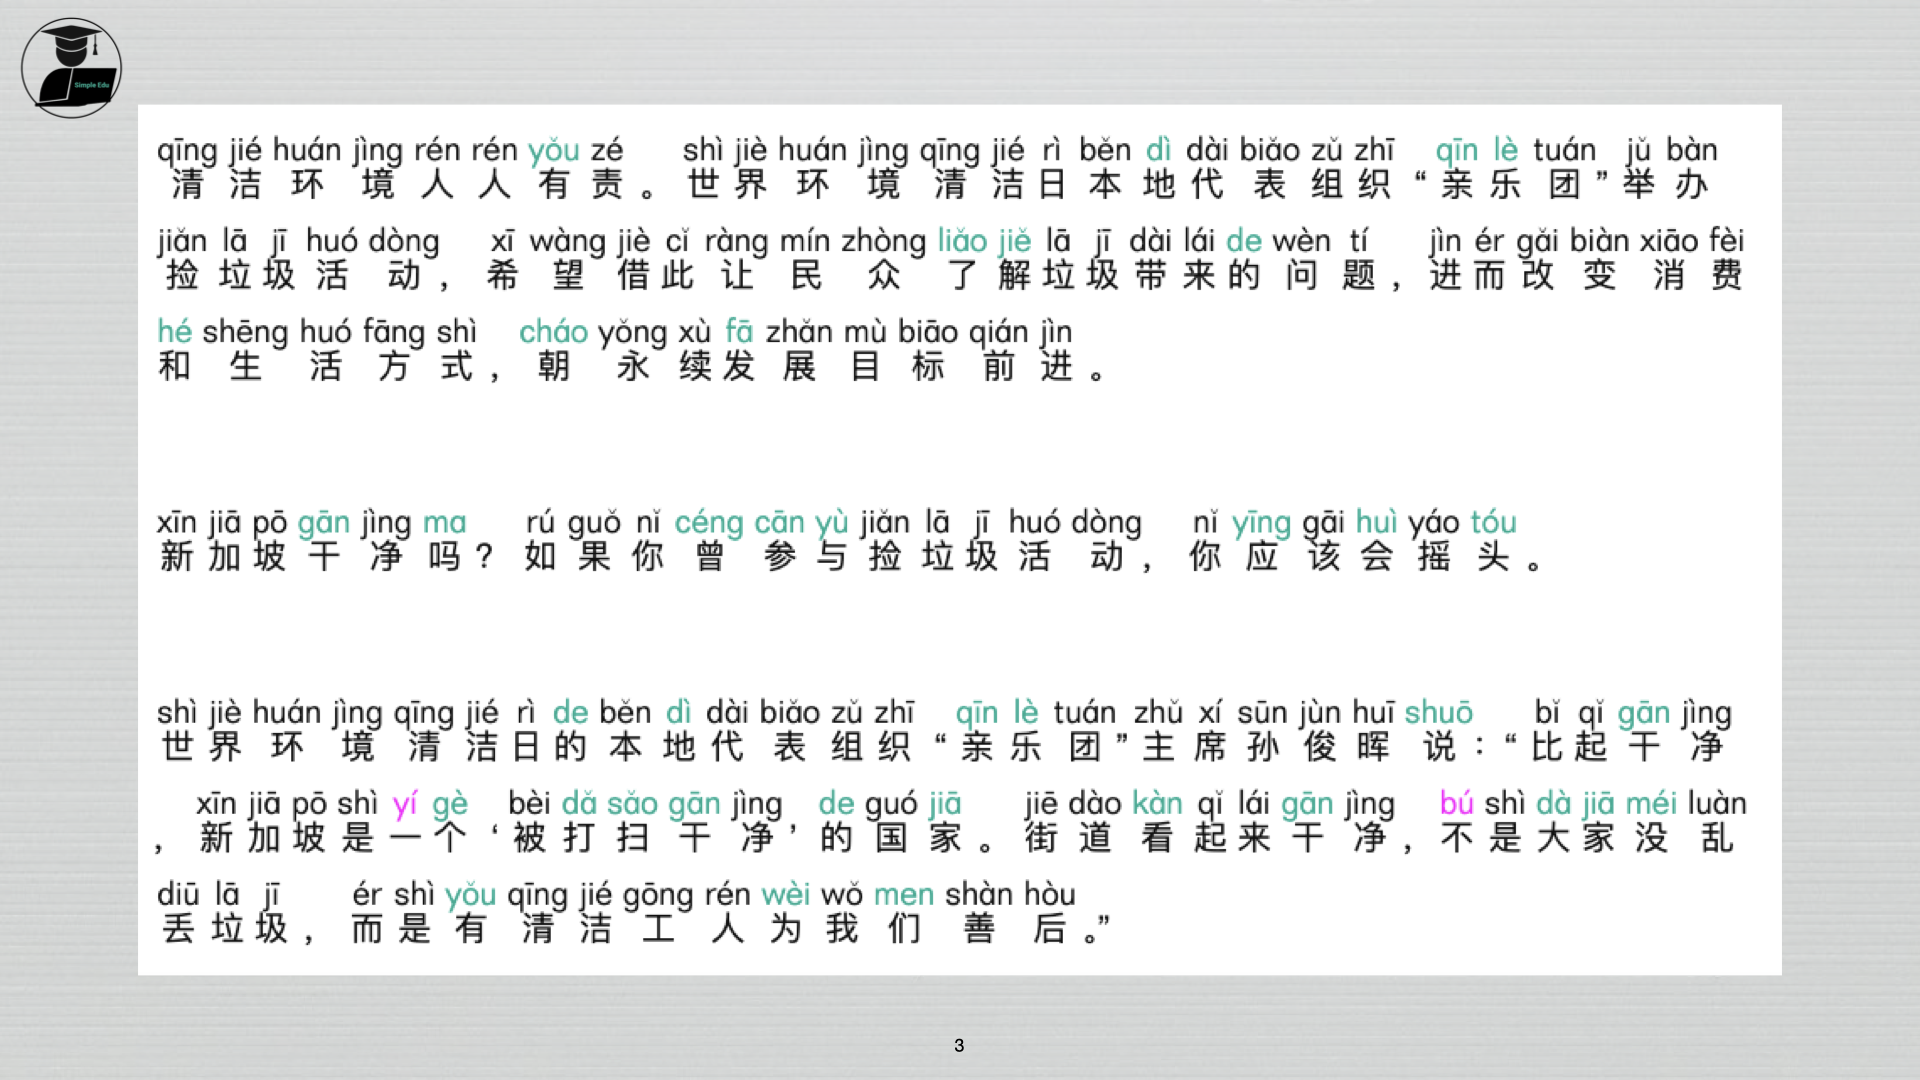 Simple Edu
qīng jié huán jìng rén rén yǒu zé shì jiè huán jìng qīng jié rì běn dì dài biǎo zǔ zhī qīn lè tuán jǔ bàn
清洁环境人人有责。世界环境清洁日本地代表组织“亲乐团”举办
jiǎn lā jī huó dòng xī wàng jiè cǐ ràng mín zhòng liǎo jiě lā jī dài lái de wèn tí jìn ér gǎi biàn xiāo fèi
捡垃圾活动,希望借此让民众了解垃圾带来的问题,进而改变消费
hé shēng huó fāng shì cháo yǒng xù fā zhǎn mù biāo qián jìn
和生活方式,朝永续发展目标前进。
xīn jiā pō gān jìng ma rú guǒ nǐ céng cān yù jiǎn lā jī huó dòng nǐ yīng gāi huì yáo tóu
新加坡干净吗?如果你曾参与捡垃圾活动,你应该会摇头。
shì jiè huán jìng qīng jié rì de běn dì dài biǎo zǔ zhī qīn lè tuán zhǔ xí sūn jùn huī shuō bǐ qǐ gān jìng
世界环境清洁日的本地代表组织“亲乐团”主席孙俊晖说:“比起干净
xīn jiā pō shì yí gè bèi dǎ sǎo gān jìng de guó jiā jiē dào kàn qǐ lái gān jìng bú shì dà jiā méi luàn
,新加坡是一个‘被打扫干净’的国家。街道看起来干净,不是大家没乱
diū lā jī ér shì yǒu qīng jié gōng rén wèi wǒ men shàn hòu
丢垃圾,而是有清洁工人为我们善后。”
3